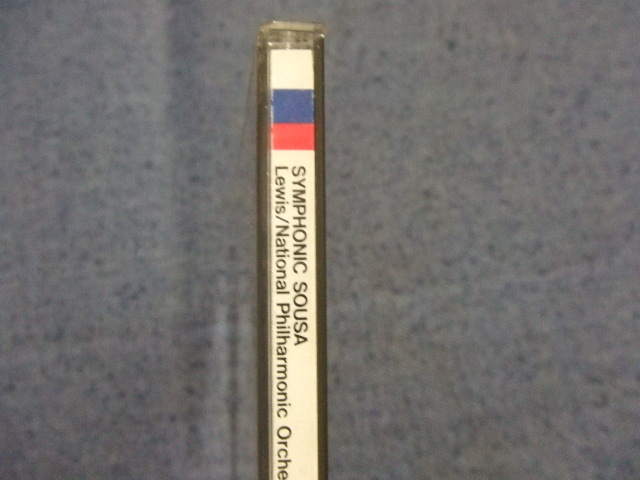 SYMPHONIC SOUSA
Lewis/National Philharmonic Orche